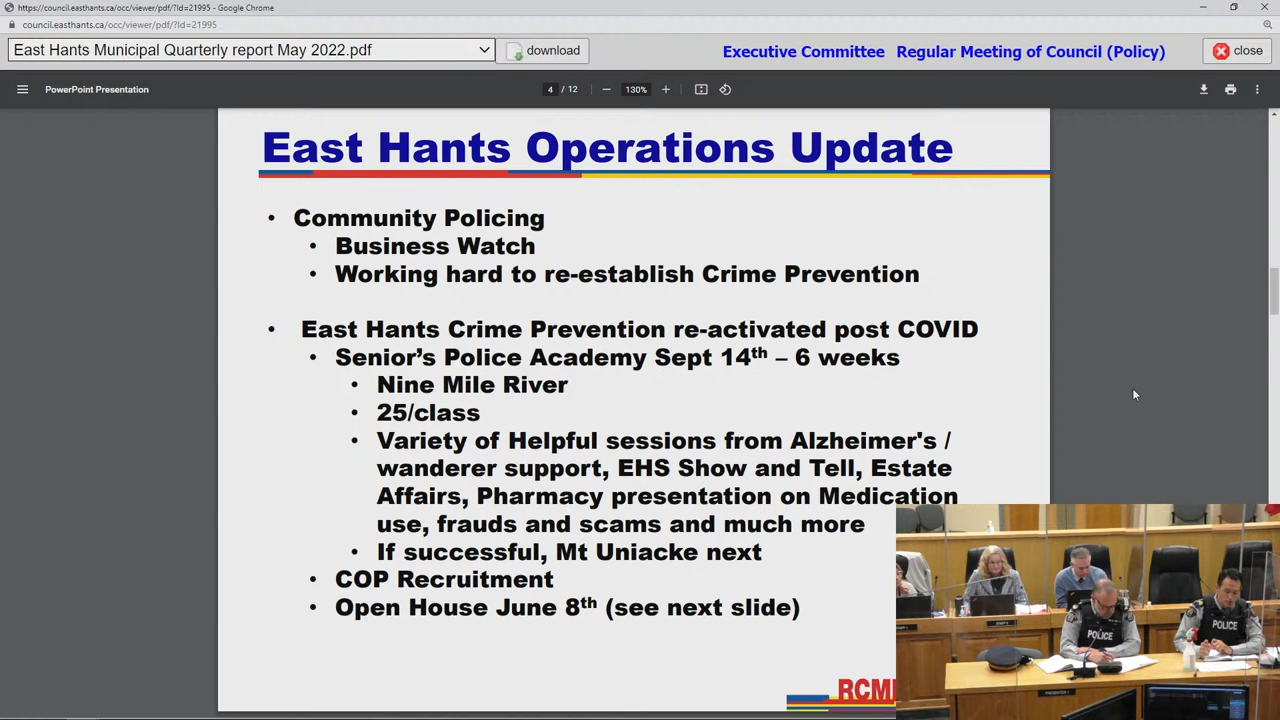 https://council.easthants.ca/occ/viewer/pdf/?Id=21995 - Google Chrome
council.easthants.ca/occ/viewer/pdf/?Id=21995
East Hants Municipal Quarterly report May 2022.pdf download Executive Committee Regular Meeting of Council (Policy) close
PowerPoint Presentation 4 / 12 130%
East Hants Operations Update
• Community Policing
• Business Watch
• Working hard to re-establish Crime Prevention
• East Hants Crime Prevention re-activated post COVID
• Senior’s Police Academy Sept 14th – 6 weeks
• Nine Mile River
• 25/class
• Variety of Helpful sessions from Alzheimer's /
wanderer support, EHS Show and Tell, Estate
Affairs, Pharmacy presentation on Medication
use, frauds and scams and much more
• If successful, Mt Uniacke next
• COP Recruitment
• Open House June 8th (see next slide)
RCM
POLICE
POLICE